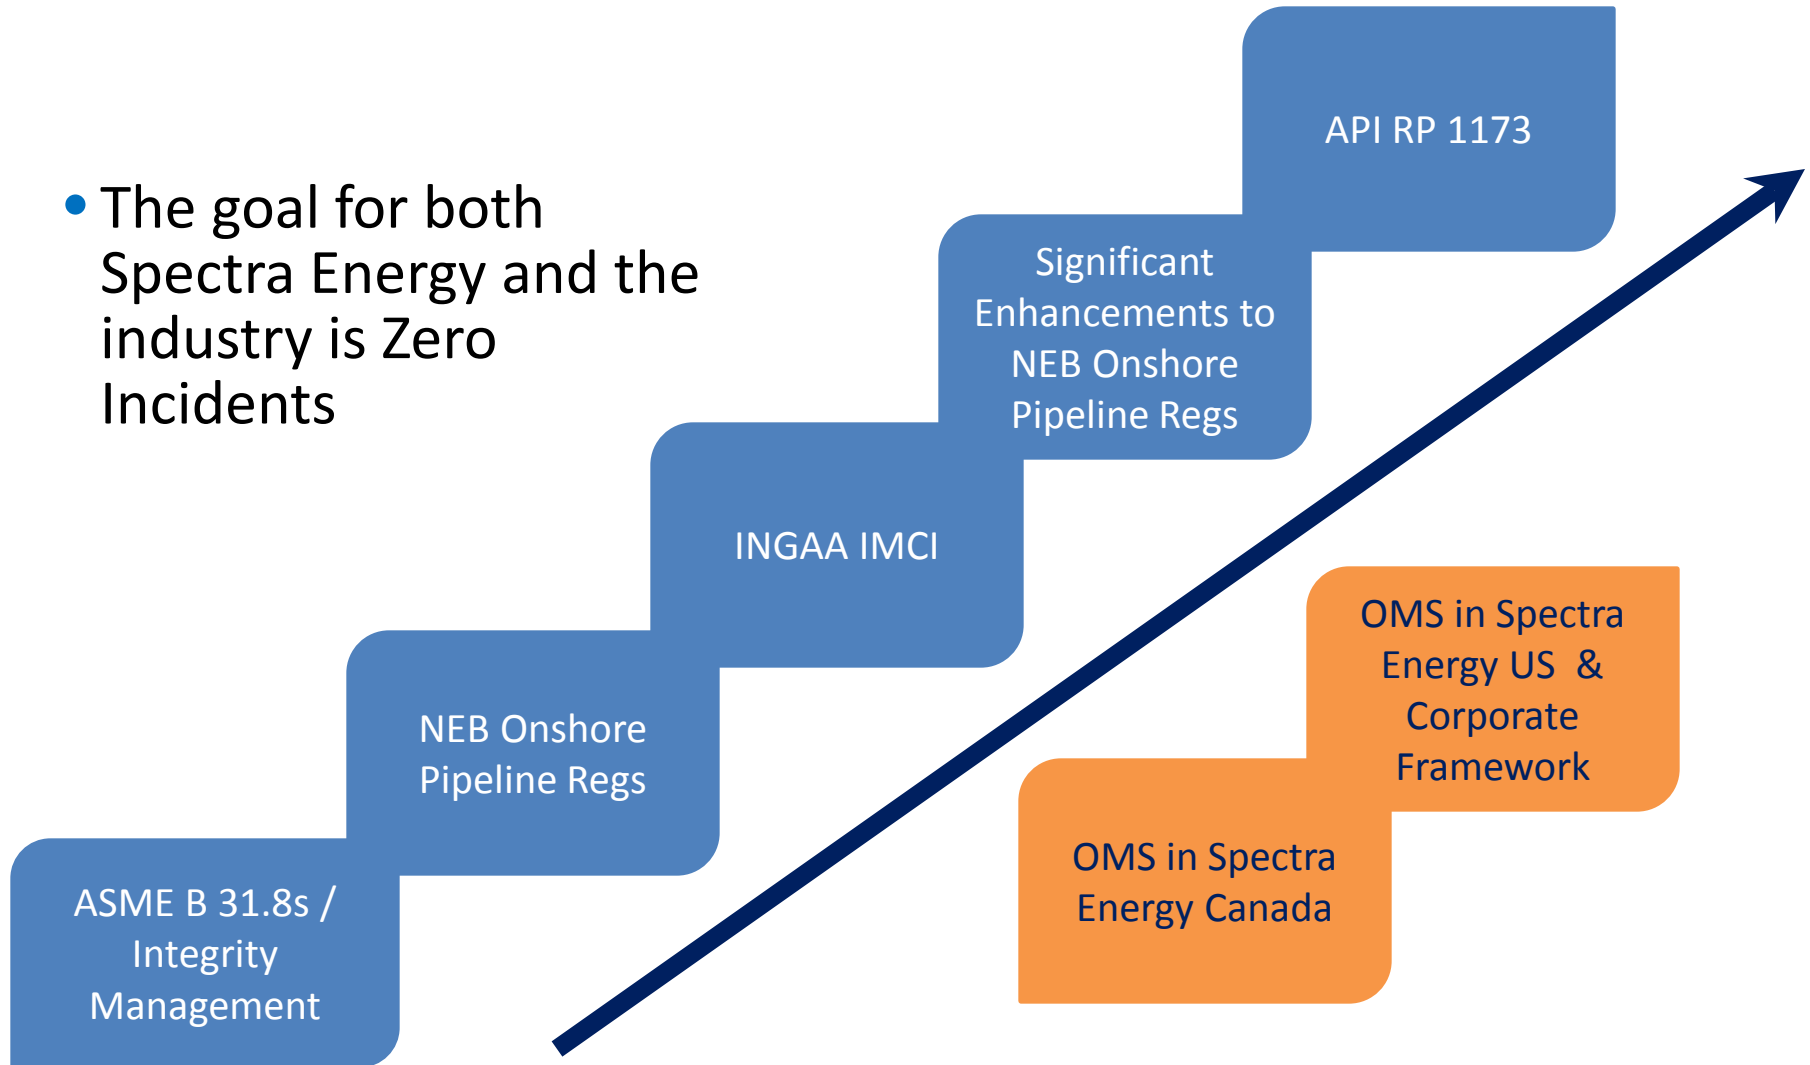 • The goal for both
Spectra Energy and the
industry is Zero
Incidents
API RP 1173
Significant
Enhancements to
NEB Onshore
Pipeline Regs
INGAA IMCI
NEB Onshore
Pipeline Regs
ASME B 31.8s /
Integrity
Management
OMS in Spectra
Energy US &
Corporate
Framework
OMS in Spectra
Energy Canada